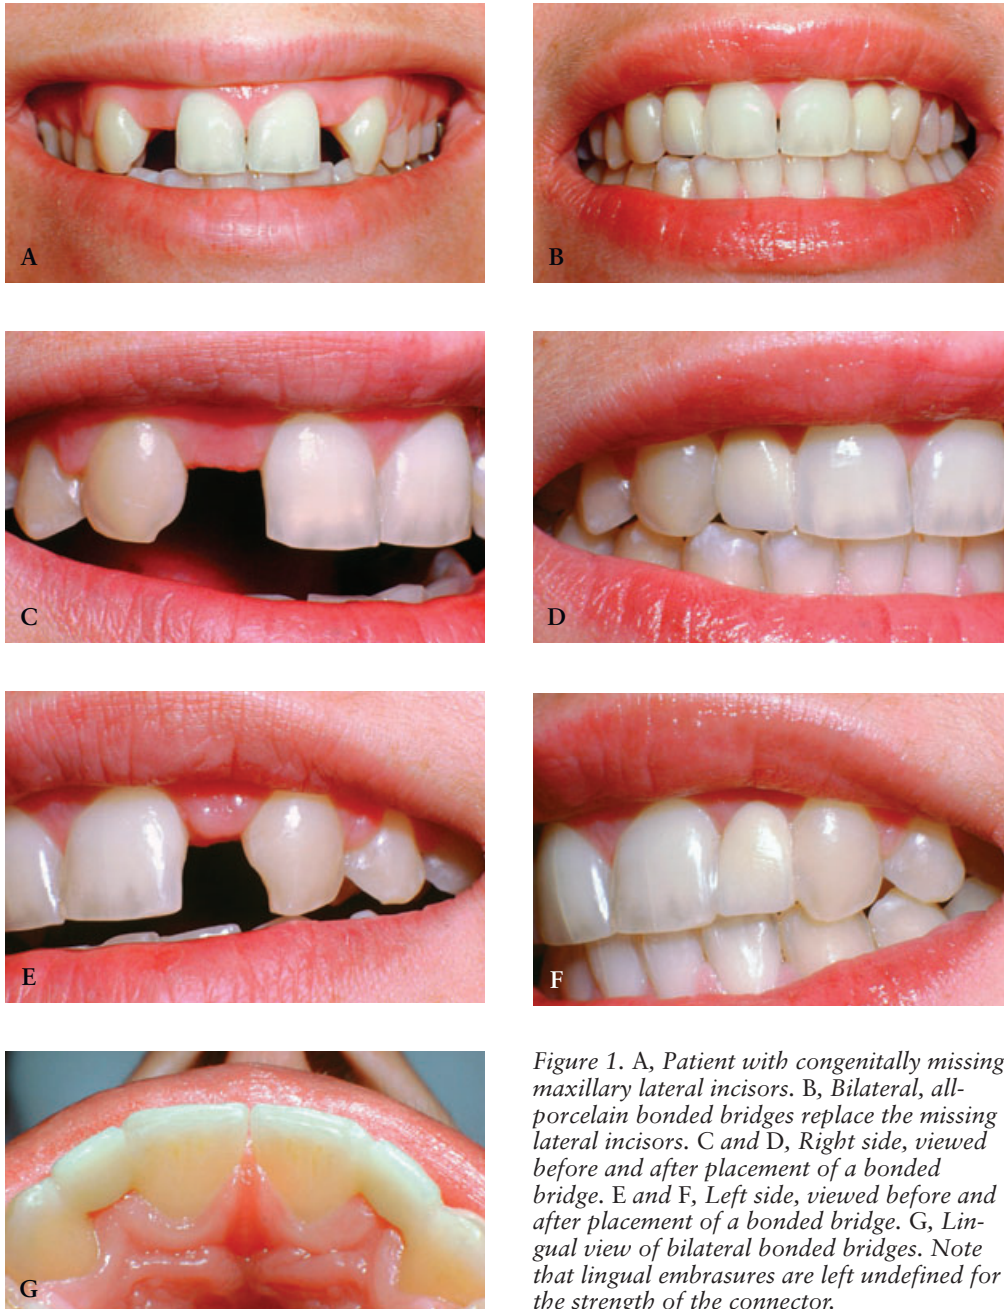 A
B
C
D
E
F
G
Figure 1. A, Patient with congenitally missing
maxillary lateral incisors. B, Bilateral, all-
porcelain bonded bridges replace the missing
lateral incisors. C and D, Right side, viewed
before and after placement of a bonded
bridge. E and F, Left side, viewed before and
after placement of a bonded bridge. G, Lin-
gual view of bilateral bonded bridges. Note
that lingual embrasures are left undefined for
the strength of the connector.